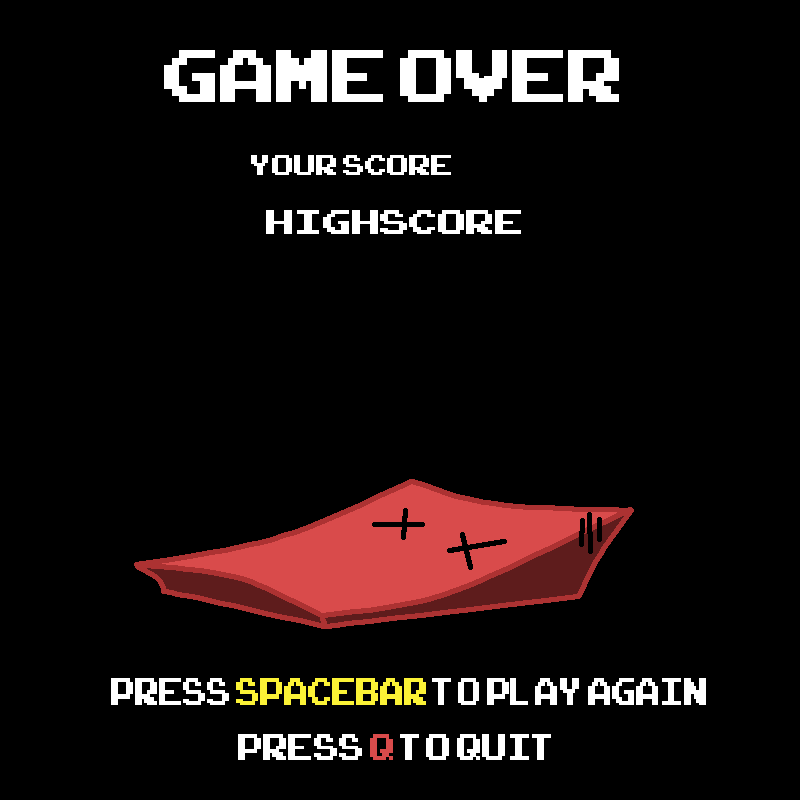 GAME OVER
YOUR SCORE
HIGHSCORE
PRESS SPACEBAR TO PLAY AGAIN
PRESS Q TO QUIT